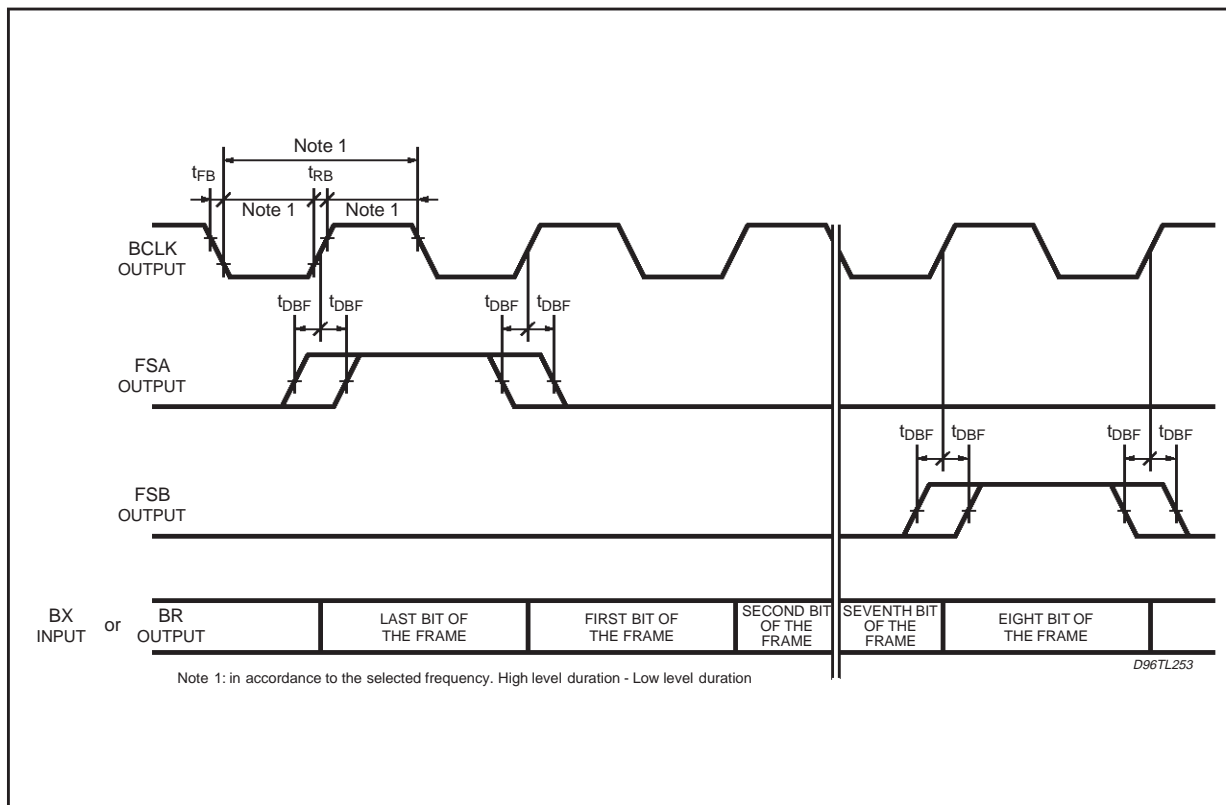 Note 1
tFB
tRB
Note 1
Note 1
BCLK
OUTPUT
tDBF
tDBF
tDBF
tDBF
FSA
OUTPUT
tDBF
tDBF
tDBF
tDBF
FSB
OUTPUT
BX
INPUT
or
BR
OUTPUT
LAST BIT OF
THE FRAME
FIRST BIT OF
THE FRAME
SECOND BIT
OF THE
FRAME
SEVENTH BIT
OF THE
FRAME
EIGHT BIT OF
THE FRAME
D96TL253
Note 1: in accordance to the selected frequency. High level duration - Low level duration